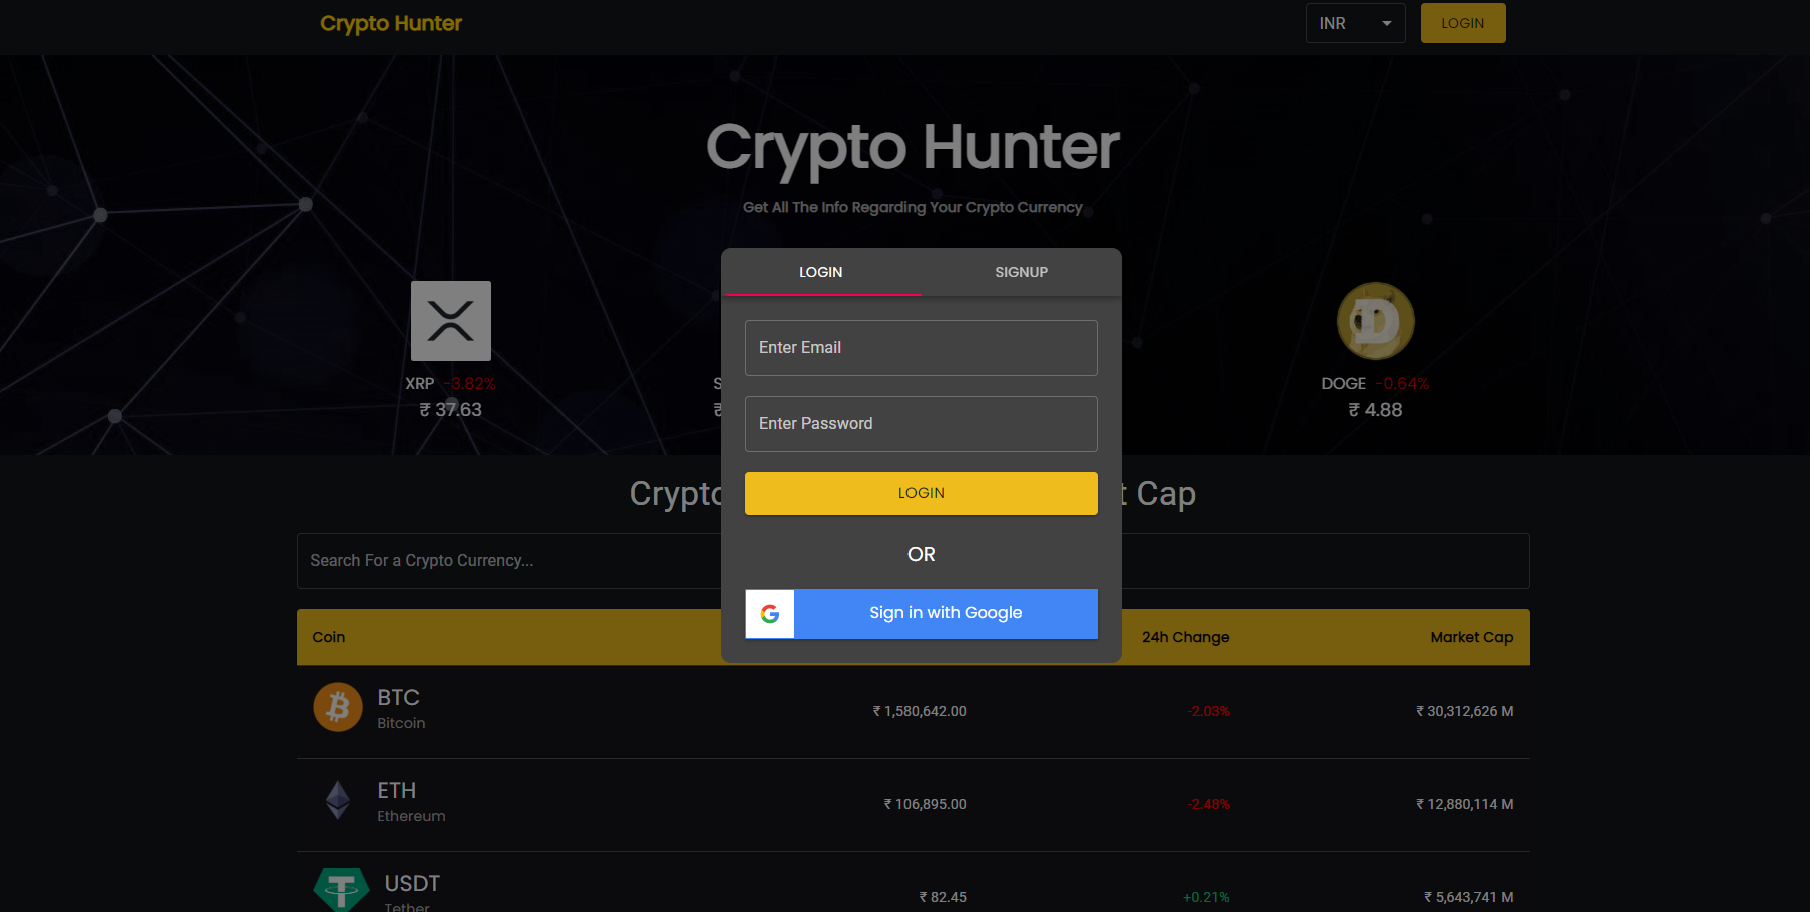 Crypto Hunter
INR
LOGIN
Crypto Hunter
Get All The Info Regarding Your Crypto Currency
LOGIN SIGNUP
Enter Email
Enter Password
LOGIN
OR
Sign in with Google
XRP -3.82%
₹ 37.63
S
₹
DOGE -0.64%
₹ 4.88
Crypto
t Cap
Search For a Crypto Currency...
Coin 24h Change Market Cap
BTC
Bitcoin
₹ 1,580,642.00 -2.03% ₹ 30,312,626 M
ETH
Ethereum
₹ 106,895.00 -2.48% ₹ 12,880,114 M
USDT
Tether
₹ 82.45 +0.21% ₹ 5,643,741 M